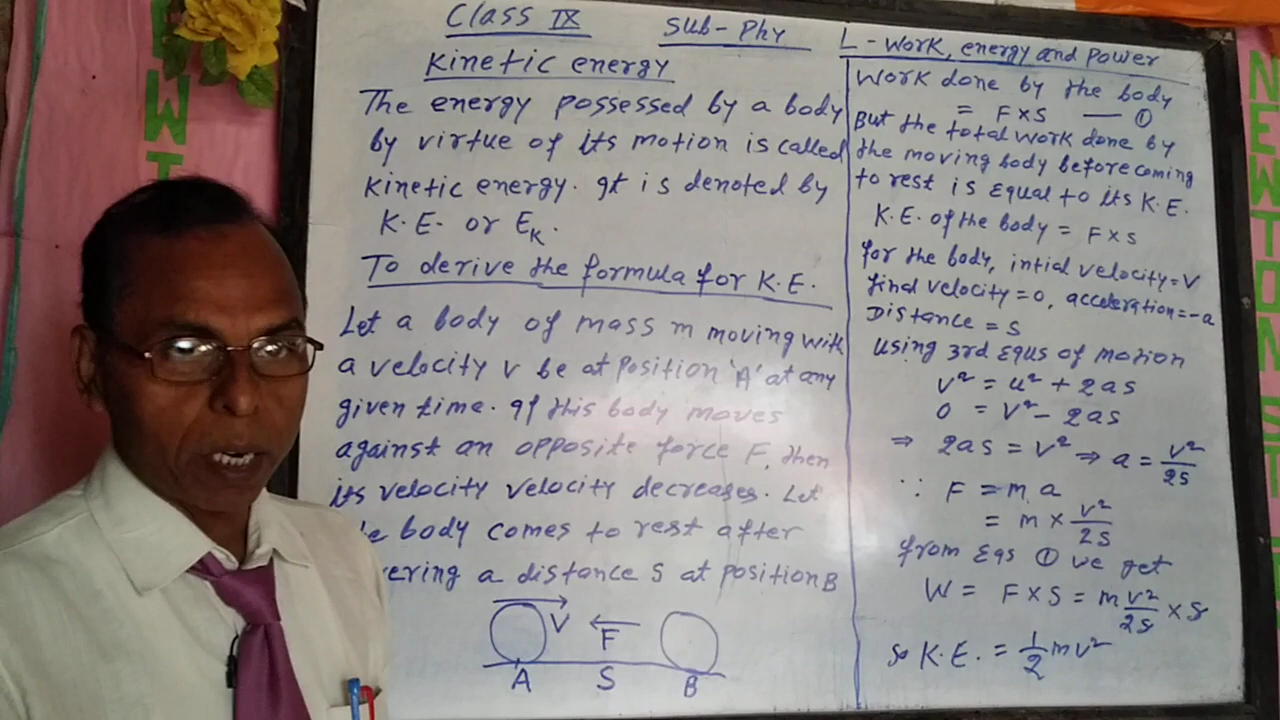 Class IX
Sub- Phy
L - Work, energy and Power
Kinetic energy
The energy possessed by a body
by virtue of its motion is called
Kinetic energy. It is denoted by
K.E. or EK.
To derive the formula for K.E.
Let a body of mass m moving with
a velocity v be at position 'A' at any
given time. If this body moves
against an opposite force F, then
its velocity velocity decreases. Let
body comes to rest after
a distance S at position B
V
F
A S B
Work done by the body
= F×S — ①
But the total work done by
the moving body before coming
to rest is equal to its K.E.
K.E. of the body = F×S
for the body, intial velocity = V
final velocity = 0, acceleration = -a
Distance = S
using 3rd Equs of motion
v² = u² + 2as
0 = v² - 2as
⇒ 2as = v² ⇒ a = v²/2s
∵ F = m a
= m × v²/2s
from Eqs ① we get
W = F×S = m v²/2s × s
So K.E. = 1/2 mv²
NEWTON